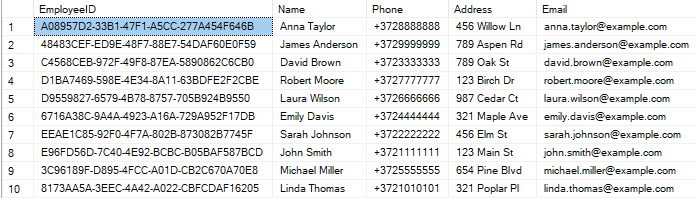 EmployeeID Name Phone Address Email
1 A08957D2-33B1-47F1-A5CC-277A454F646B Anna Taylor +3728888888 456 Willow Ln anna.taylor@example.com
2 48483CEF-ED9E-48F7-88E7-54DAF60E0F59 James Anderson +3729999999 789 Aspen Rd james.anderson@example.com
3 C4568CEB-972F-49F8-87EA-5890862C6CB0 David Brown +3723333333 789 Oak St david.brown@example.com
4 D1BA7469-598E-4E34-8A11-63BDFE2F2CBE Robert Moore +3727777777 123 Birch Dr robert.moore@example.com
5 D9559827-6579-4B78-8757-705B924B9550 Laura Wilson +3726666666 987 Cedar Ct laura.wilson@example.com
6 6716A38C-9A4A-4923-A16A-729A952F17DB Emily Davis +3724444444 321 Maple Ave emily.davis@example.com
7 EEAE1C85-92F0-4F7A-802B-873082B7745F Sarah Johnson +3722222222 456 Elm St sarah.johnson@example.com
8 E96FD56D-7C40-4E92-BCBC-B05BAF587BCD John Smith +3721111111 123 Main St john.smith@example.com
9 3C96189F-D895-4FCC-A01D-CB2C670A70E8 Michael Miller +3725555555 654 Pine Blvd michael.miller@example.com
10 8173AA5A-3EEC-4A42-A022-CBFCDAF16205 Linda Thomas +3721010101 321 Poplar Pl linda.thomas@example.com